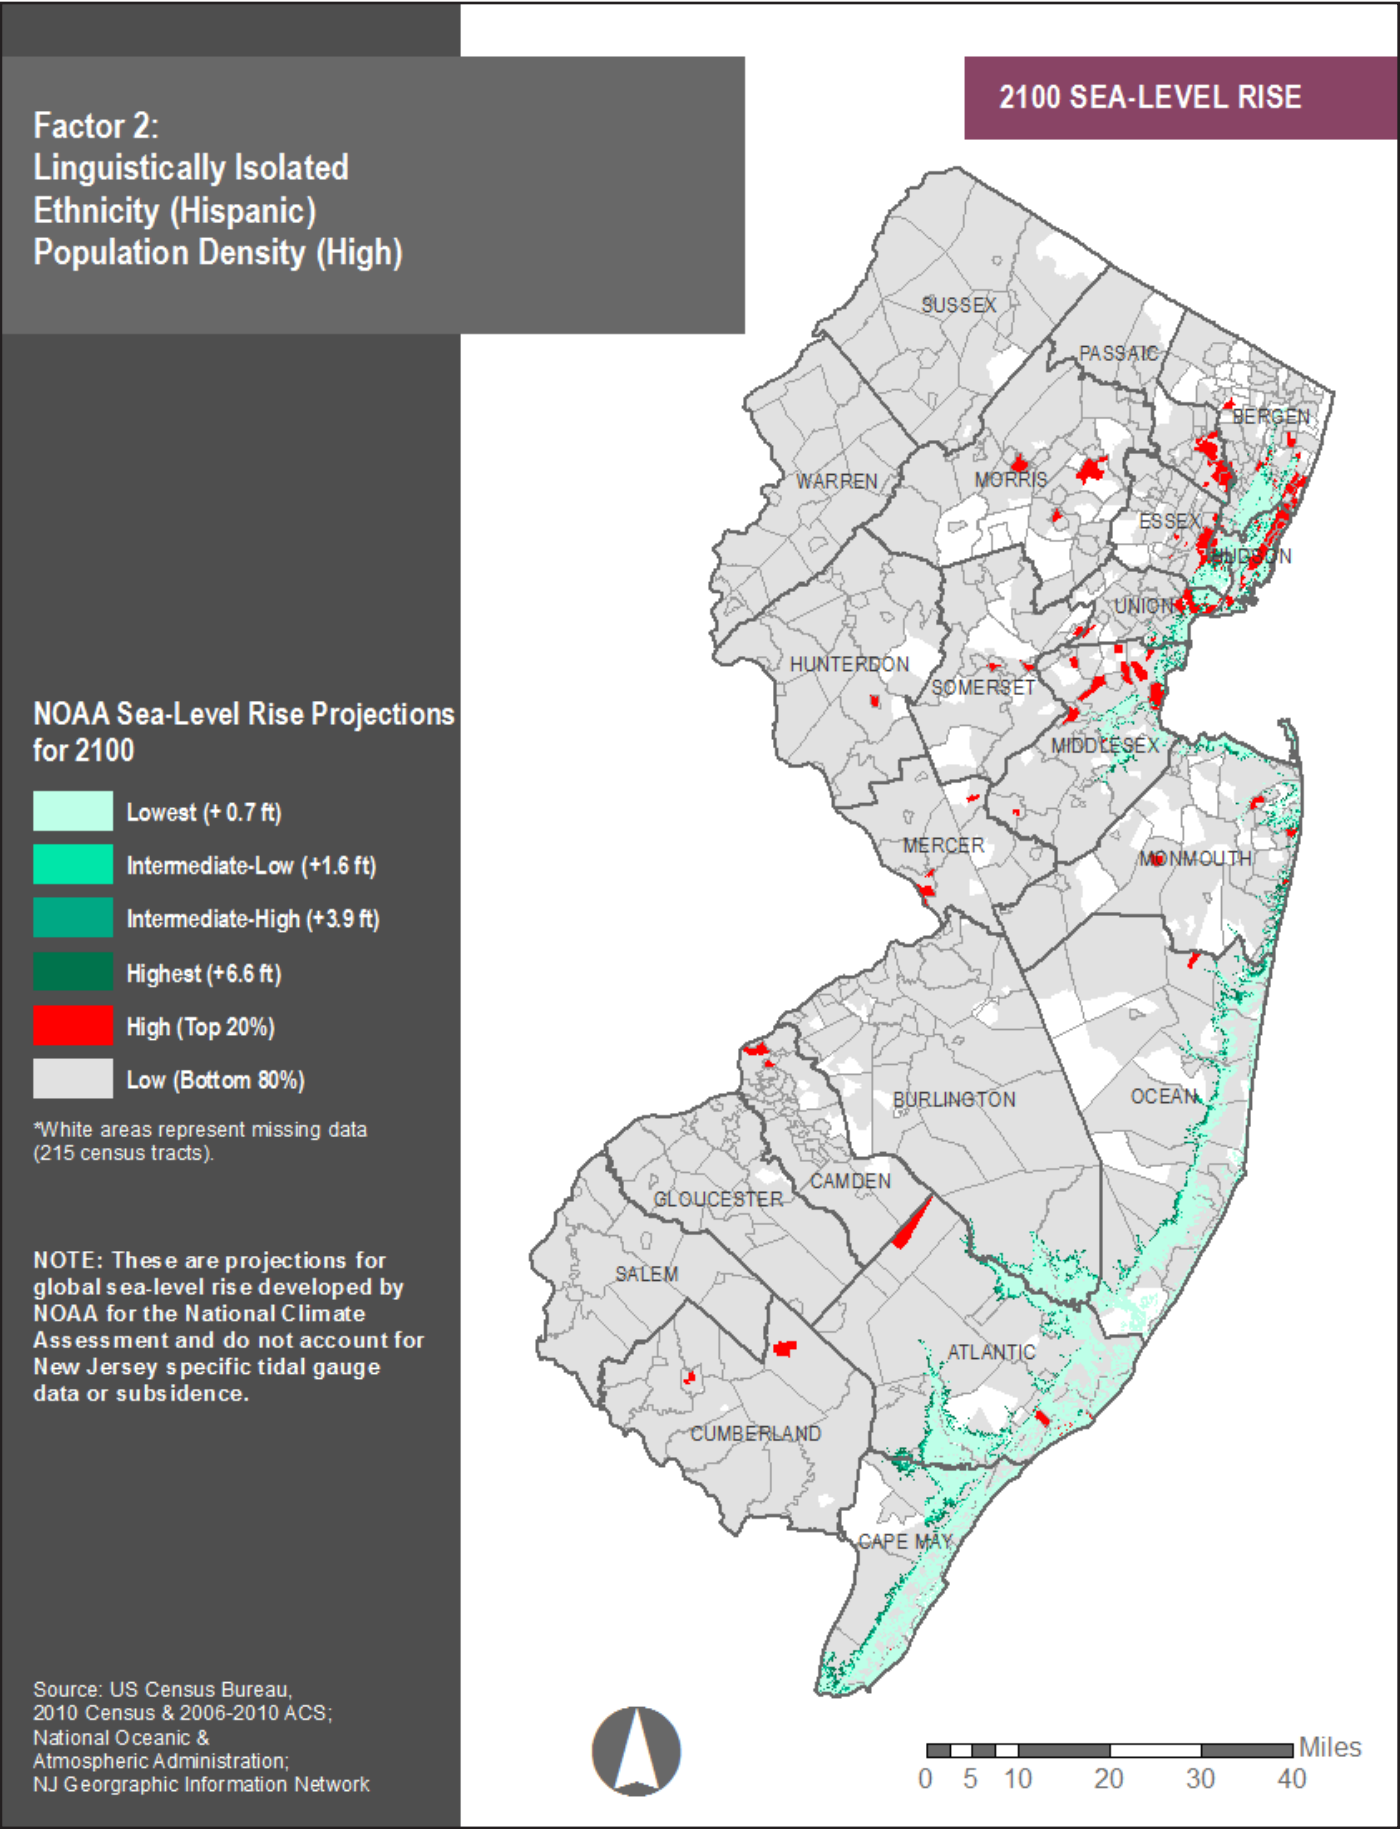 Factor 2:
Linguistically Isolated
Ethnicity (Hispanic)
Population Density (High)
2100 SEA-LEVEL RISE
SUSSEX
PASSAIC
BERGEN
WARREN
MORRIS
ESSEX
HUDSON
UNION
HUNTERDON
SOMERSET
MIDDLESEX
MERCER
MONMOUTH
OCEAN
BURLINGTON
CAMDEN
GLOUCESTER
SALEM
ATLANTIC
CUMBERLAND
CAPE MAY
NOAA Sea-Level Rise Projections
for 2100
Lowest (+ 0.7 ft)
Intermediate-Low (+1.6 ft)
Intermediate-High (+3.9 ft)
Highest (+6.6 ft)
High (Top 20%)
Low (Bottom 80%)
*White areas represent missing data
(215 census tracts).
NOTE: These are projections for
global sea-level rise developed by
NOAA for the National Climate
Assessment and do not account for
New Jersey specific tidal gauge
data or subsidence.
Source: US Census Bureau,
2010 Census & 2006-2010 ACS;
National Oceanic &
Atmospheric Administration;
NJ Georgraphic Information Network
Miles
0 5 10 20 30 40